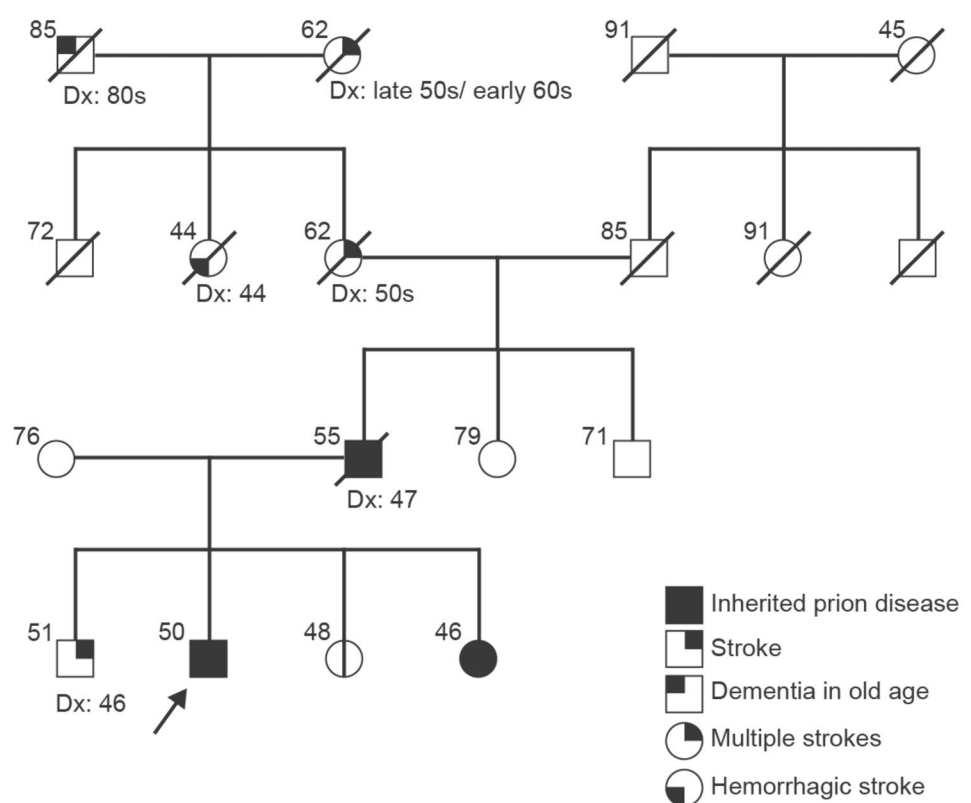 85
62
91
45
Dx: 80s
Dx: late 50s/ early 60s
72
44
62
85
91
Dx: 44
Dx: 50s
76
55
79
71
Dx: 47
51
50
48
46
Dx: 46
Inherited prion disease
Stroke
Dementia in old age
Multiple strokes
Hemorrhagic stroke